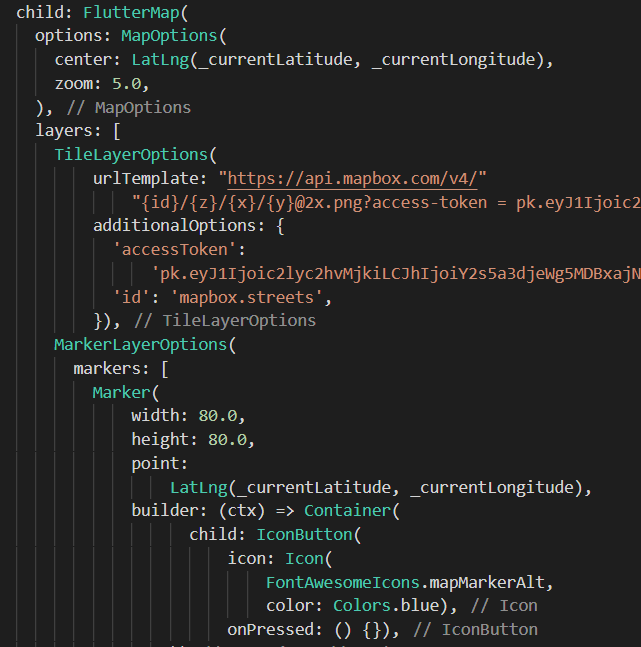 child: FlutterMap(
options: MapOptions(
center: LatLng(_currentLatitude, _currentLongitude),
zoom: 5.0,
), // MapOptions
layers: [
TileLayerOptions(
urlTemplate: "https://api.mapbox.com/v4/"
"{id}/{z}/{x}/{y}@2x.png?access-token = pk.eyJ1Ijoic2
additionalOptions: {
'accessToken':
'pk.eyJ1Ijoic2lyc2hvMjkiLCJhIjoiY2s5a3djeWg5MDBxajN
'id': 'mapbox.streets',
}), // TileLayerOptions
MarkerLayerOptions(
markers: [
Marker(
width: 80.0,
height: 80.0,
point:
LatLng(_currentLatitude, _currentLongitude),
builder: (ctx) => Container(
child: IconButton(
icon: Icon(
FontAwesomeIcons.mapMarkerAlt,
color: Colors.blue), // Icon
onPressed: () {}), // IconButton